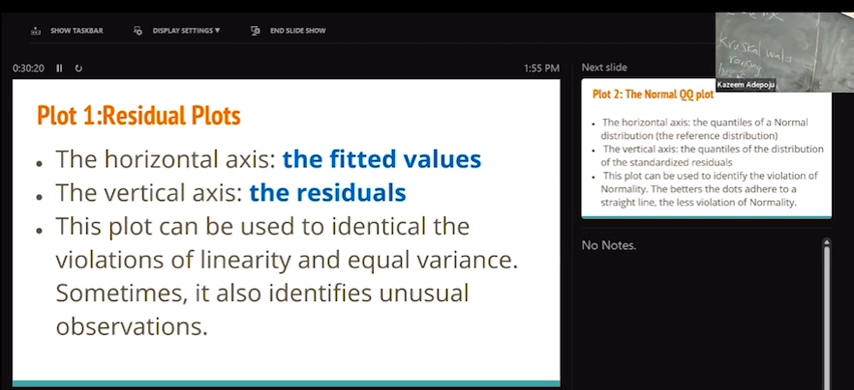 SHOW TASKBAR
DISPLAY SETTINGS ▼
END SLIDE SHOW
0:30:20
1:55 PM
Plot 1:Residual Plots
• The horizontal axis: the fitted values
• The vertical axis: the residuals
• This plot can be used to identical the
violations of linearity and equal variance.
Sometimes, it also identifies unusual
observations.
Next slide
Kruskal
Kazeem Adepoju
Plot 2: The Normal QQ plot
• The horizontal axis: the quantiles of a Normal
distribution (the reference distribution)
• The vertical axis: the quantiles of the distribution
of the standardized residuals
• This plot can be used to identify the violation of
Normality. The betters the dots adhere to a
straight line, the less violation of Normality.
No Notes.